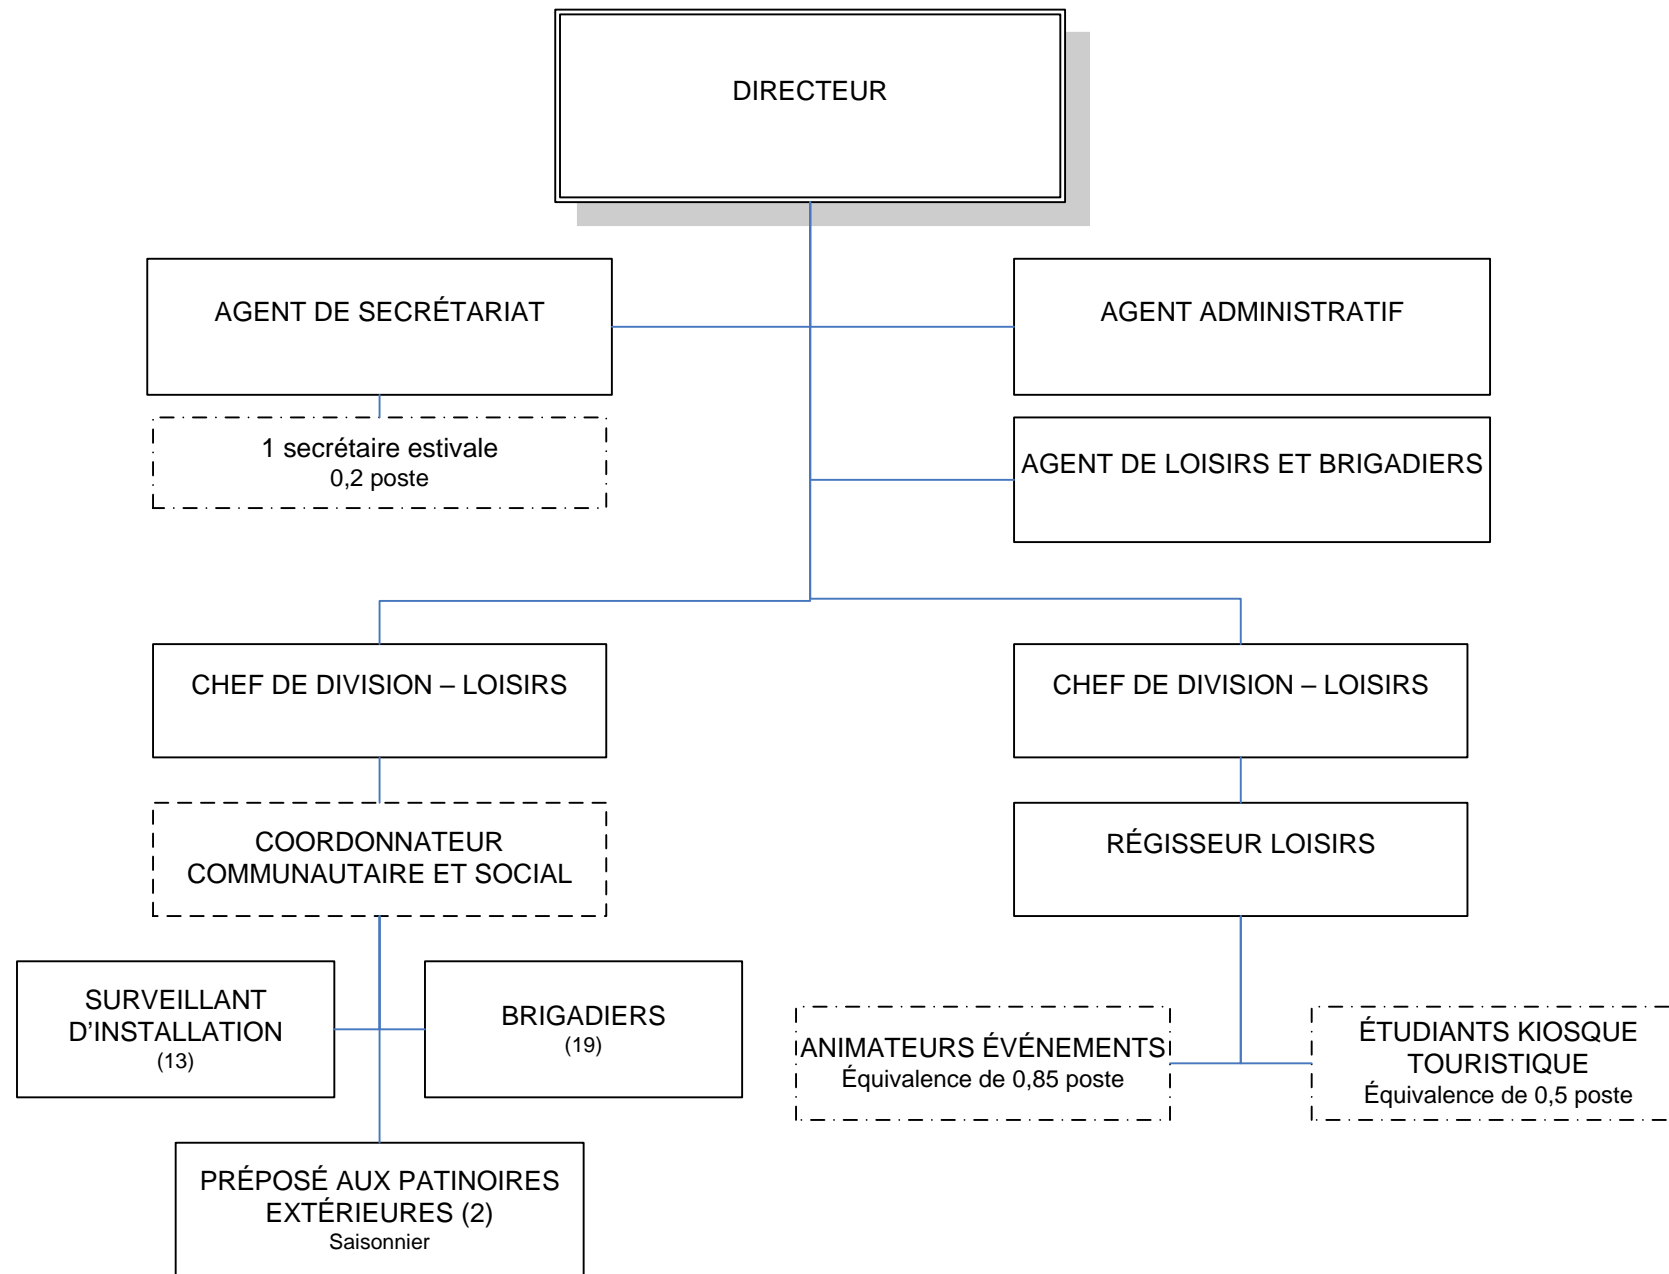 DIRECTEUR
AGENT DE SECRÉTARIAT
AGENT ADMINISTRATIF
1 secrétaire estivale
0,2 poste
AGENT DE LOISIRS ET BRIGADIERS
CHEF DE DIVISION – LOISIRS
CHEF DE DIVISION – LOISIRS
COORDONNATEUR
COMMUNAUTAIRE ET SOCIAL
RÉGISSEUR LOISIRS
SURVEILLANT
D’INSTALLATION
(13)
BRIGADIERS
(19)
ANIMATEURS ÉVÉNEMENTS
Équivalence de 0,85 poste
ÉTUDIANTS KIOSQUE
TOURISTIQUE
Équivalence de 0,5 poste
PRÉPOSÉ AUX PATINOIRES
EXTÉRIEURES (2)
Saisonnier